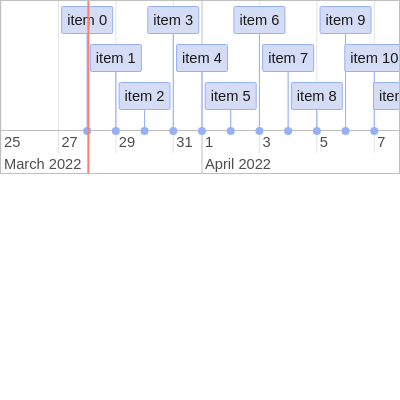 item 0 item 3 item 6 item 9
item 1 item 4 item 7 item 10
item 2 item 5 item 8
25 27 29 31 1 3 5 7
March 2022 April 2022